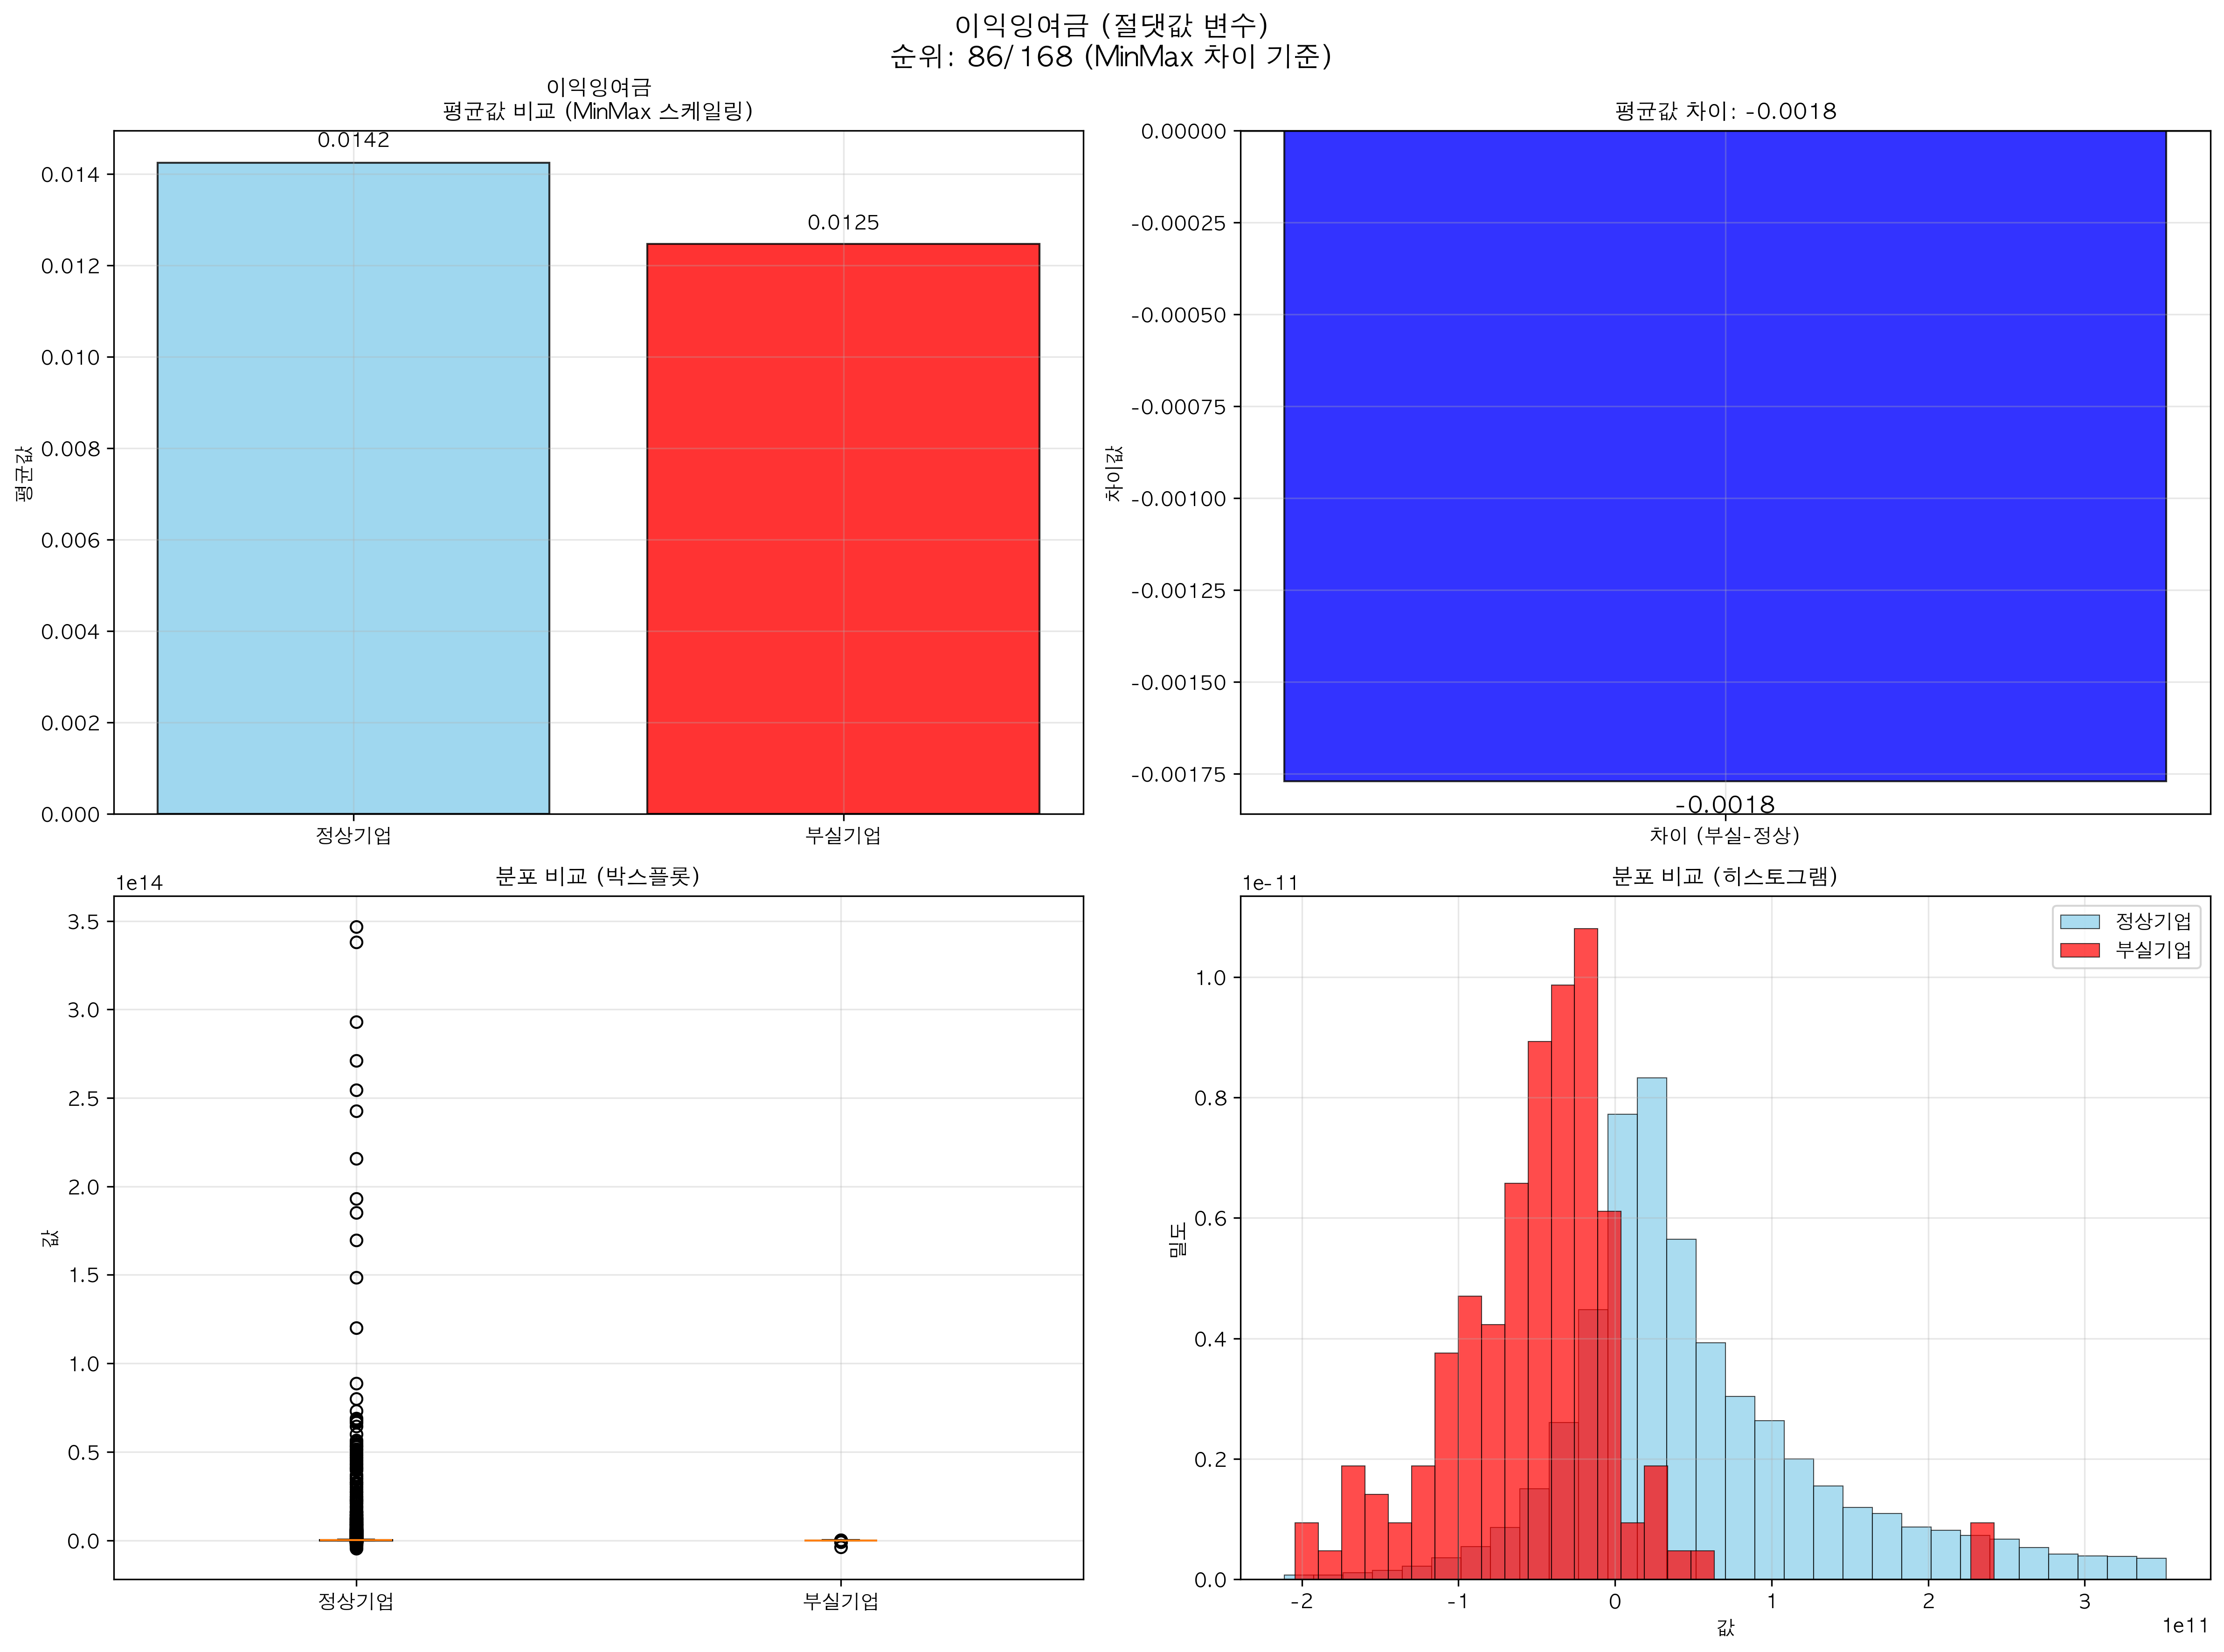 이익잉여금 (절댓값 변수)
순위: 86/168 (MinMax 차이 기준)
이익잉여금
평균값 비교 (MinMax 스케일링)
0.0142
0.0125
0.014
0.012
0.010
0.008
0.006
0.004
0.002
0.000
평균값
정상기업
부실기업
평균값 차이: -0.0018
0.00000
-0.00025
-0.00050
-0.00075
-0.00100
-0.00125
-0.00150
-0.00175
차이값
-0.0018
차이 (부실-정상)
분포 비교 (박스플롯)
1e14
3.5
3.0
2.5
2.0
1.5
1.0
0.5
0.0
값
정상기업
부실기업
분포 비교 (히스토그램)
1e-11
정상기업
부실기업
1.0
0.8
0.6
0.4
0.2
0.0
밀도
-2
-1
0
1
2
3
1e11
값